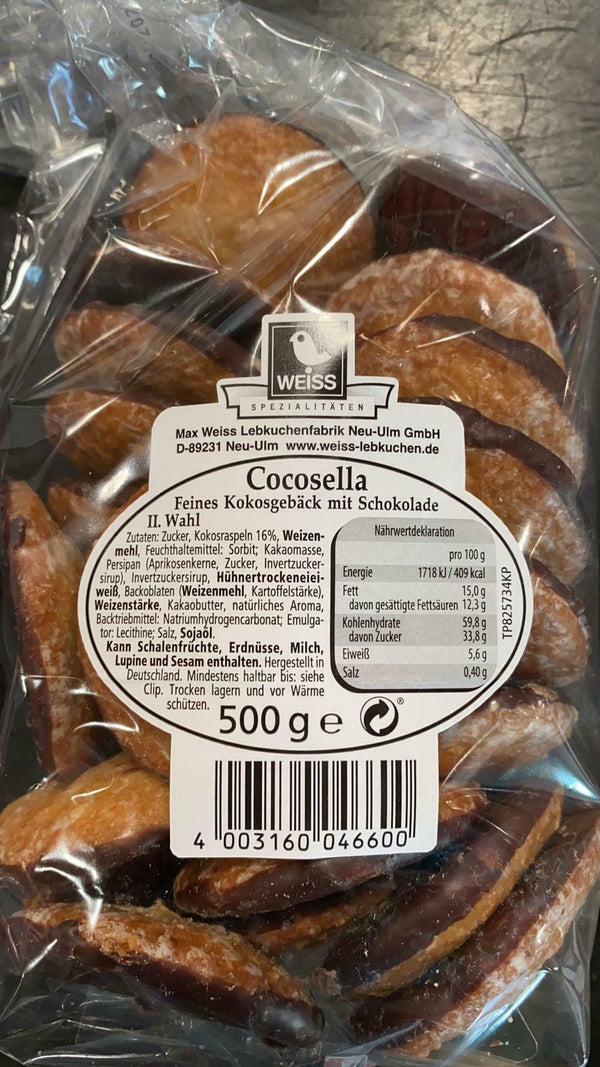 WEISS
SPEZIALITÄTEN
Max Weiss Lebkuchenfabrik Neu-Ulm GmbH
D-89231 Neu-Ulm www.weiss-lebkuchen.de
Cocosella
Feines Kokosgebäck mit Schokolade
II. Wahl
Zutaten: Zucker, Kokosraspeln 16%, Weizen-
mehl, Feuchthaltemittel: Sorbit; Kakaomasse,
Persipan (Aprikosenkerne, Zucker, Invertzucker-
sirup), Invertzuckersirup, Hühnertrockeneiei-
weiß, Backoblaten (Weizenmehl, Kartoffelstärke),
Weizenstärke, Kakaobutter, natürliches Aroma,
Backtriebmittel: Natriumhydrogencarbonat; Emulga-
tor: Lecithine; Salz, Sojaöl.
Kann Schalenfrüchte, Erdnüsse, Milch,
Lupine und Sesam enthalten. Hergestellt in
Deutschland. Mindestens haltbar bis: siehe
Clip. Trocken lagern und vor Wärme
schützen.
Nährwertdeklaration
pro 100 g
Energie 1718 kJ / 409 kcal
Fett 15,0 g
davon gesättigte Fettsäuren 12,3 g
Kohlenhydrate 59,8 g
davon Zucker 33,8 g
Eiweiß 5,6 g
Salz 0,40 g
TP825734KP
500 g e
®
4 003160 046600